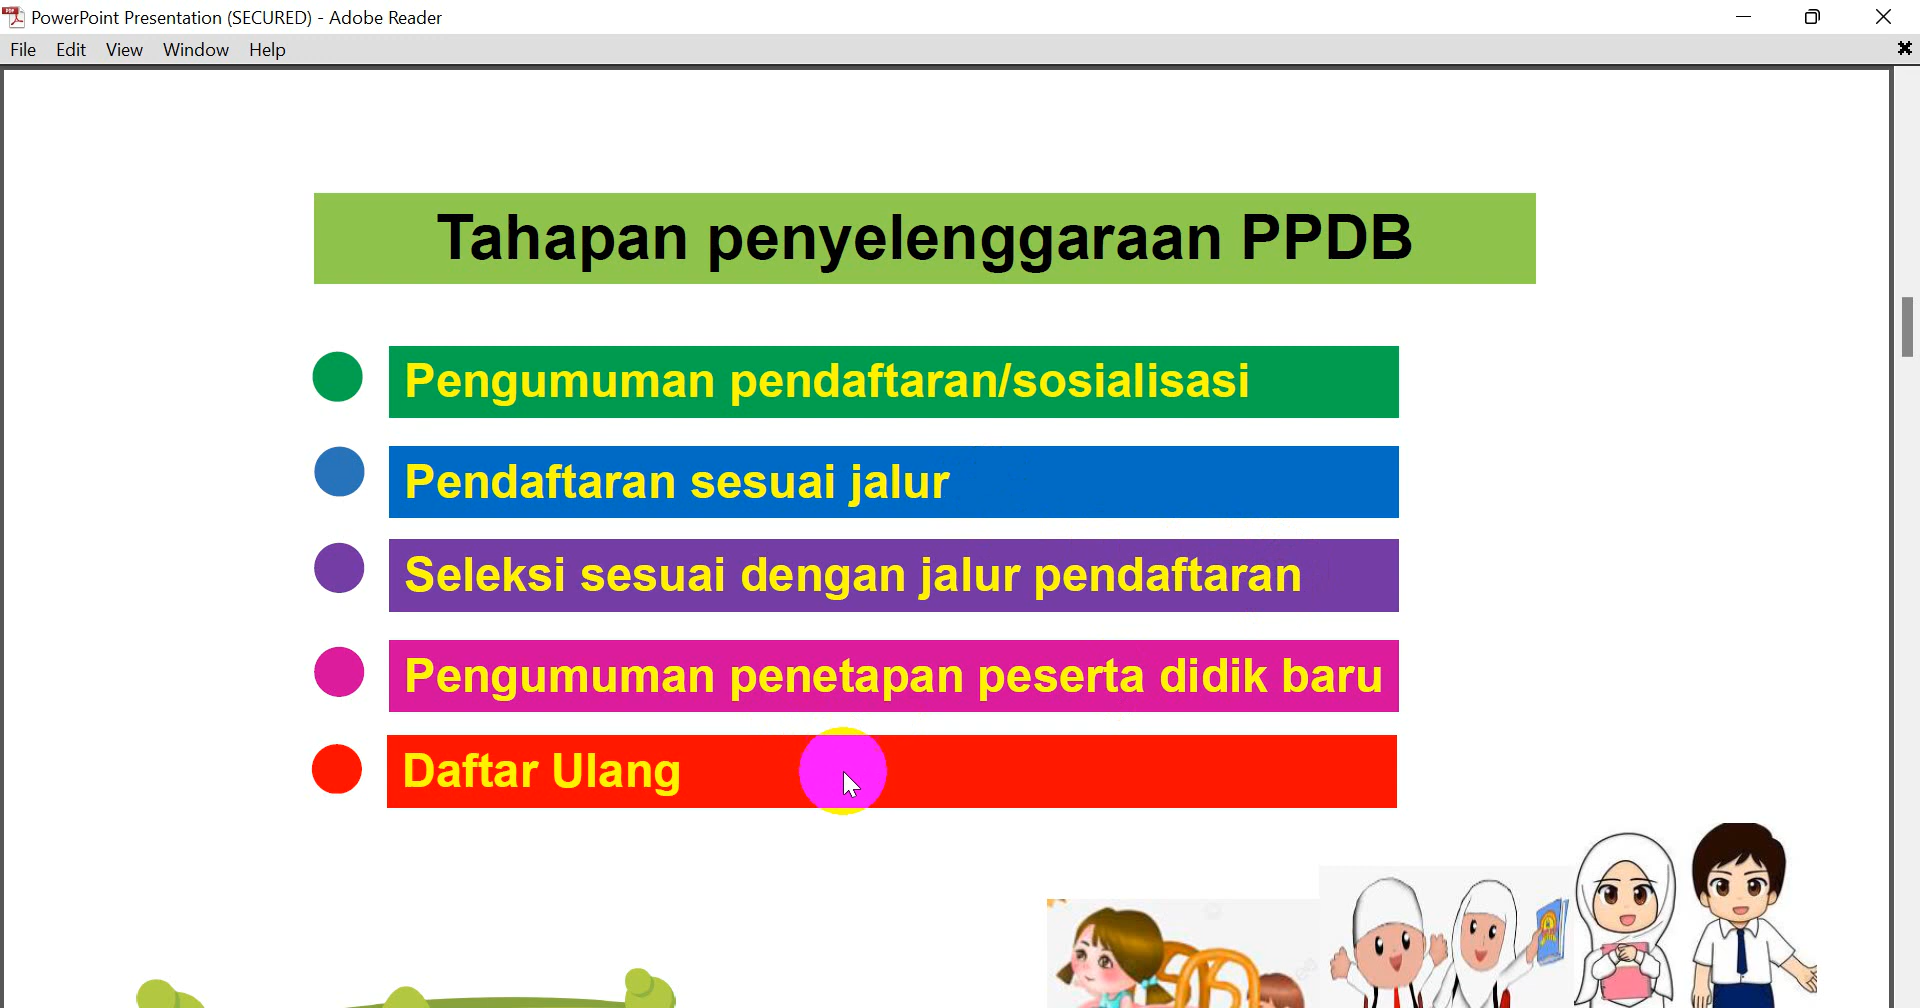 PowerPoint Presentation (SECURED) - Adobe Reader
File Edit View Window Help
Tahapan penyelenggaraan PPDB
Pengumuman pendaftaran/sosialisasi
Pendaftaran sesuai jalur
Seleksi sesuai dengan jalur pendaftaran
Pengumuman penetapan peserta didik baru
Daftar Ulang